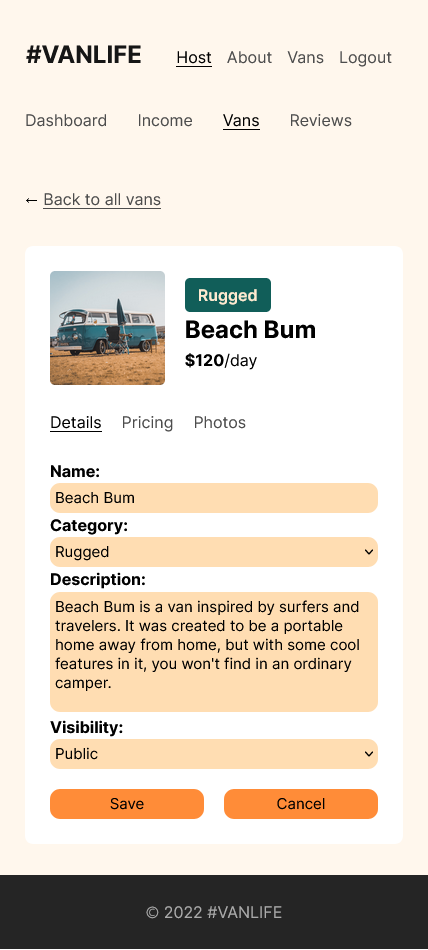 #VANLIFE Host About Vans Logout
Dashboard Income Vans Reviews
← Back to all vans
Rugged
Beach Bum
$120/day
Details Pricing Photos
Name:
Beach Bum
Category:
Rugged
Description:
Beach Bum is a van inspired by surfers and
travelers. It was created to be a portable
home away from home, but with some cool
features in it, you won't find in an ordinary
camper.
Visibility:
Public
Save Cancel
© 2022 #VANLIFE